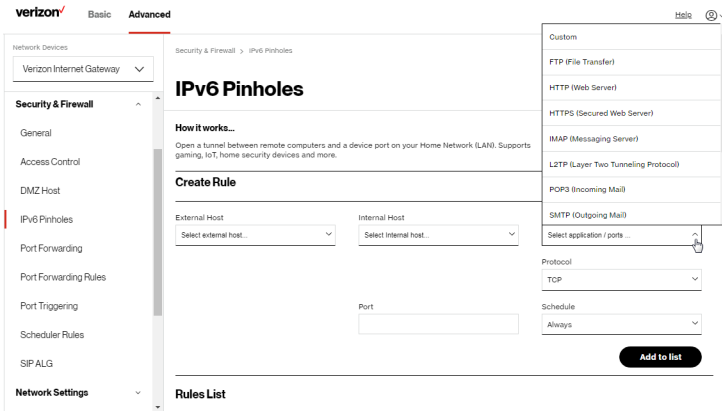 verizon
Basic
Advanced
Help
Network Devices
Verizon Internet Gateway
Security & Firewall
General
Access Control
DMZ Host
IPv6 Pinholes
Port Forwarding
Port Forwarding Rules
Port Triggering
Scheduler Rules
SIP ALG
Network Settings
Security & Firewall > IPv6 Pinholes
IPv6 Pinholes
How it works...
Open a tunnel between remote computers and a device port on your Home Network (LAN). Supports
gaming, IoT, home security devices and more.
Create Rule
External Host
Select external host...
Internal Host
Select internal host...
Custom
FTP (File Transfer)
HTTP (Web Server)
HTTPS (Secured Web Server)
IMAP (Messaging Server)
L2TP (Layer Two Tunneling Protocol)
POP3 (Incoming Mail)
SMTP (Outgoing Mail)
Select application / ports ...
Protocol
TCP
Port
Schedule
Always
Add to list
Rules List